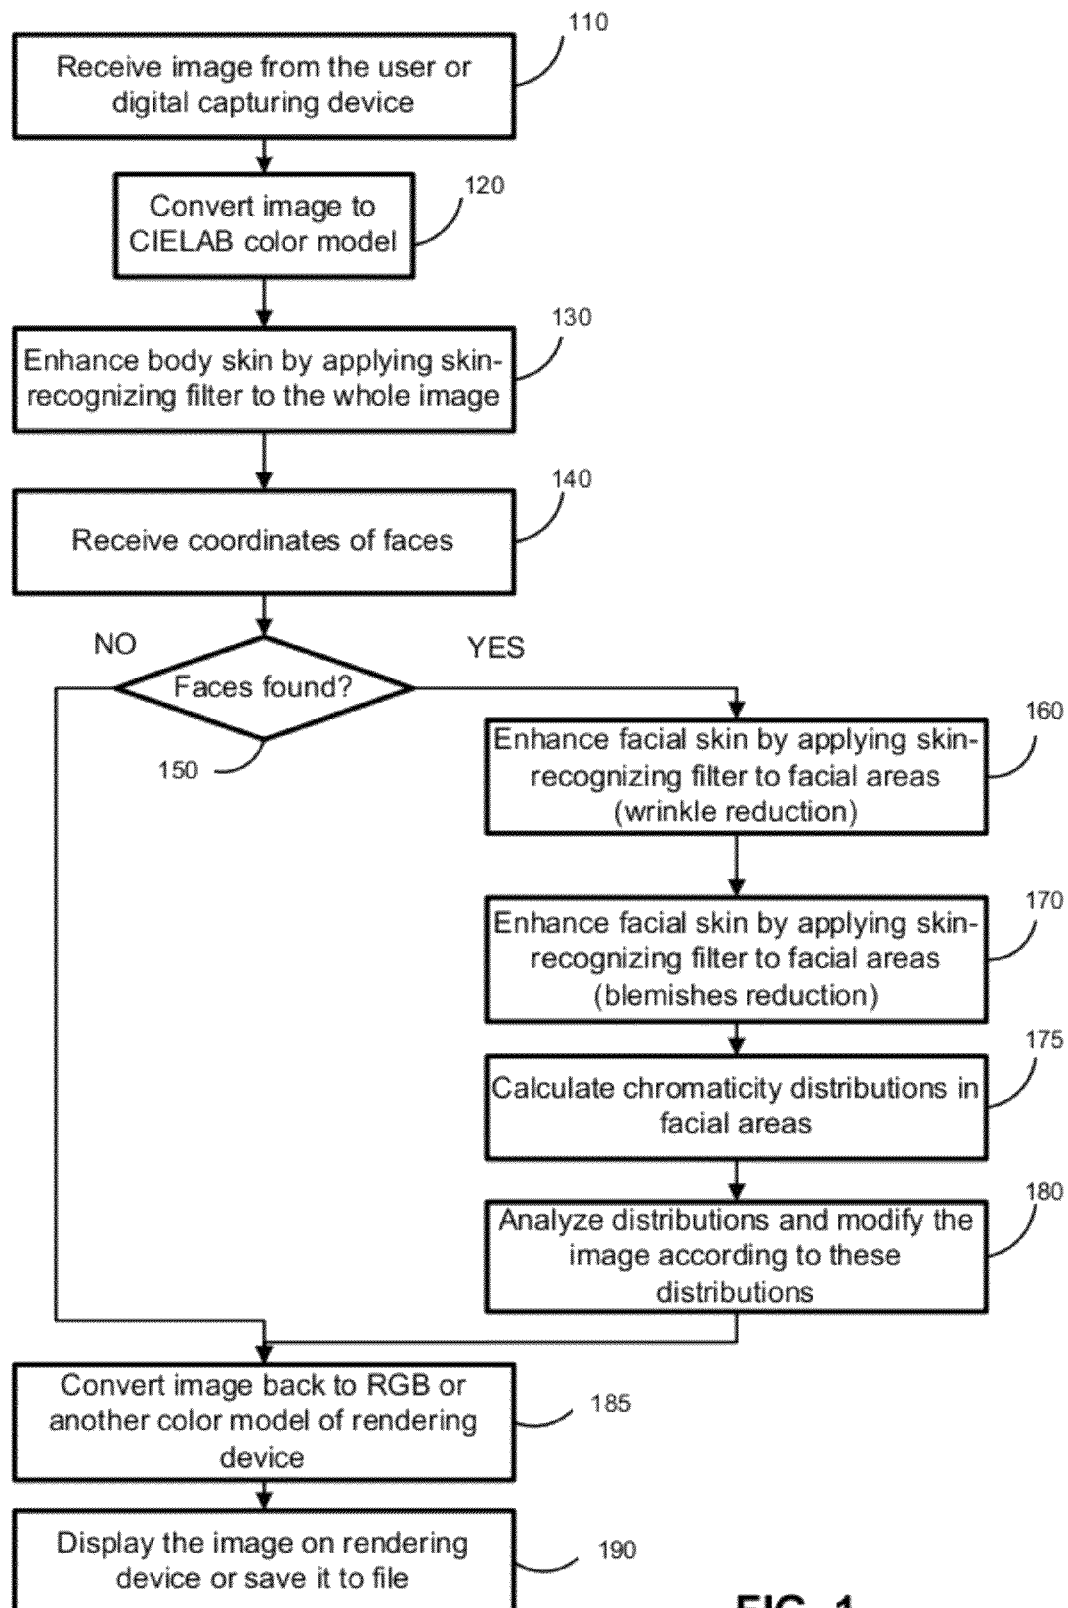 110
Receive image from the user or
digital capturing device
120
Convert image to
CIELAB color model
130
Enhance body skin by applying skin-
recognizing filter to the whole image
140
Receive coordinates of faces
NO
YES
Faces found?
150
160
Enhance facial skin by applying skin-
recognizing filter to facial areas
(wrinkle reduction)
170
Enhance facial skin by applying skin-
recognizing filter to facial areas
(blemishes reduction)
175
Calculate chromaticity distributions in
facial areas
180
Analyze distributions and modify the
image according to these
distributions
Convert image back to RGB or
another color model of rendering
device
185
Display the image on rendering
device or save it to file
190
FIG. 1